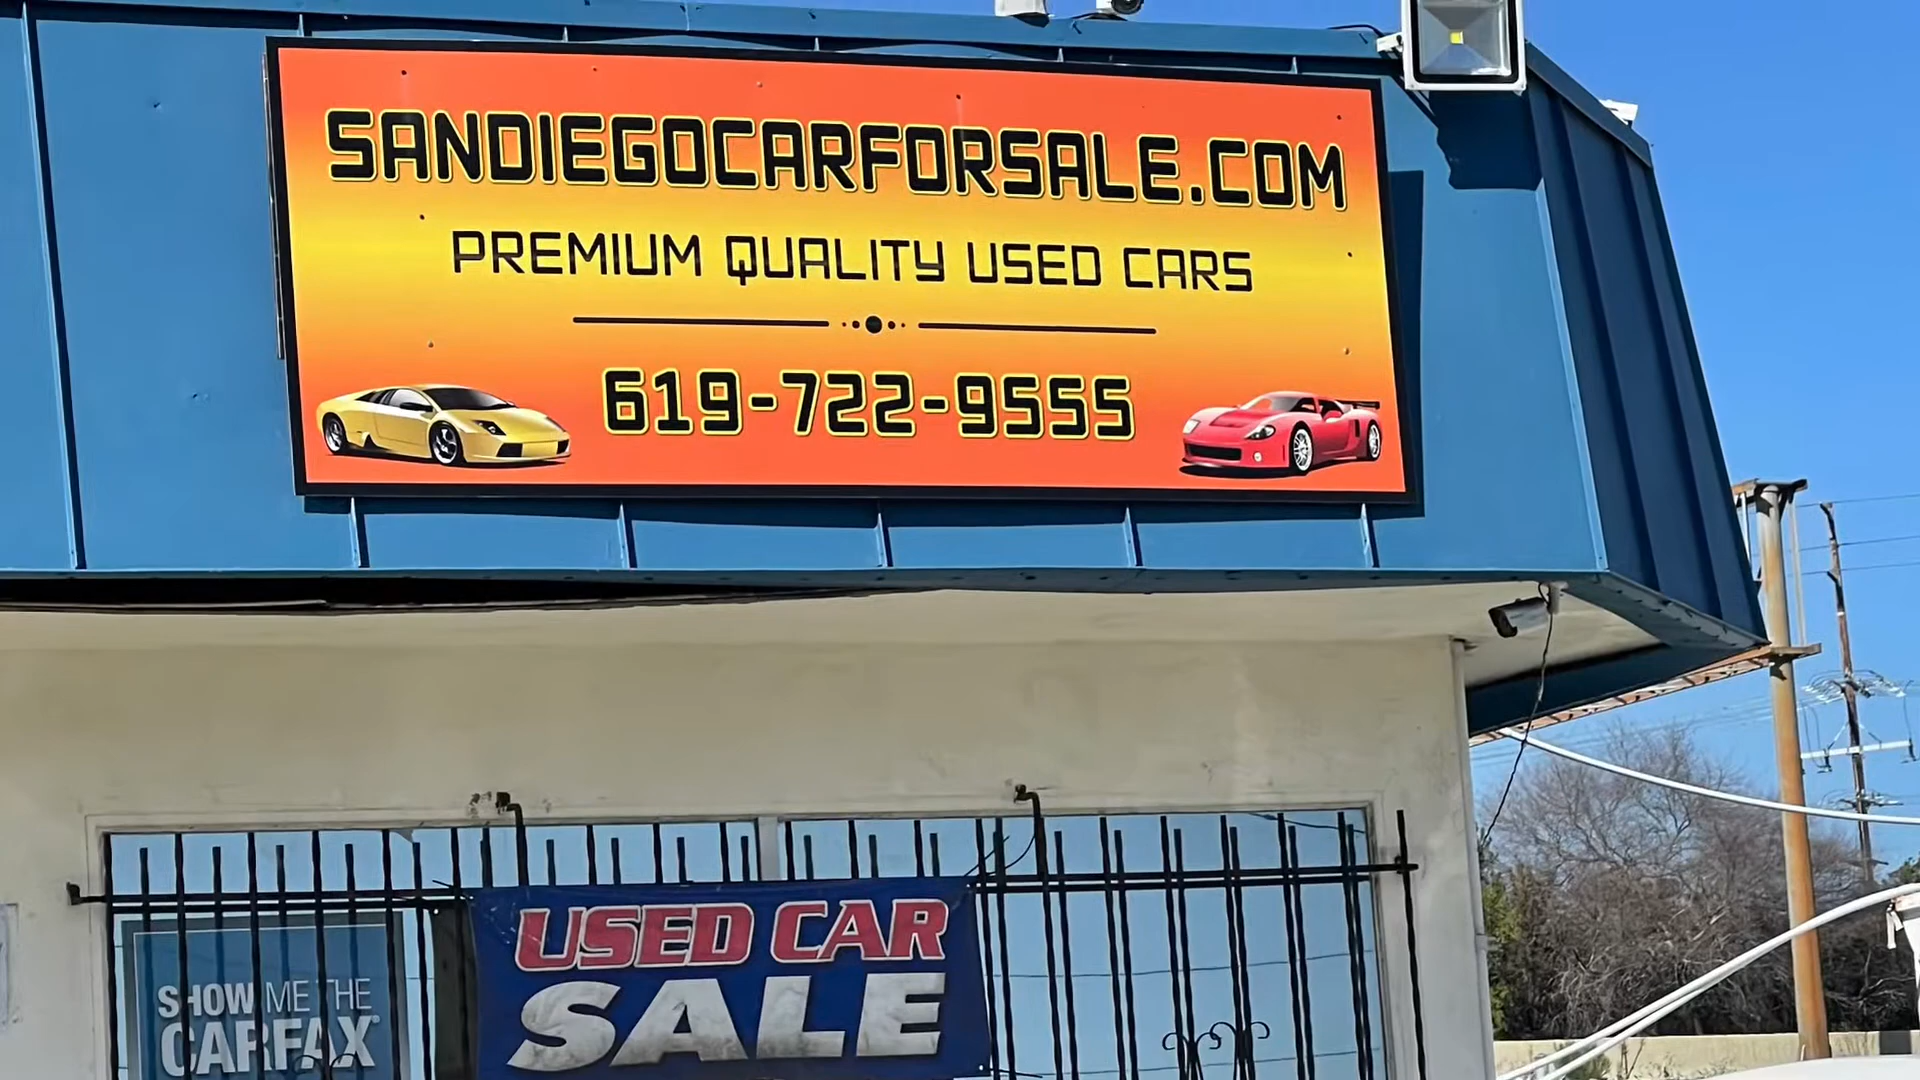 SANDIEGOCARFORSALE.COM
PREMIUM QUALITY USED CARS
619-722-9555
USED CAR
SALE
SHOW ME THE
CARFAX®